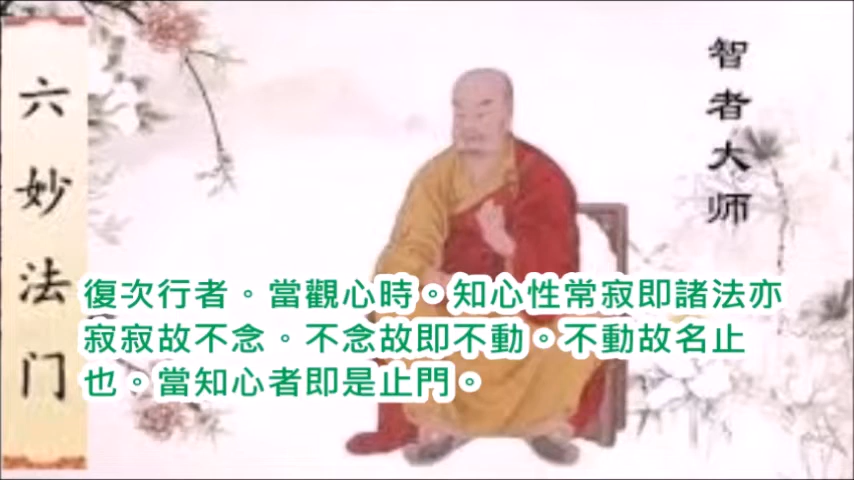 六妙法门
智者大师
復次行者。當觀心時。知心性常寂即諸法亦
寂寂故不念。不念故即不動。不動故名止
也。當知心者即是止門。